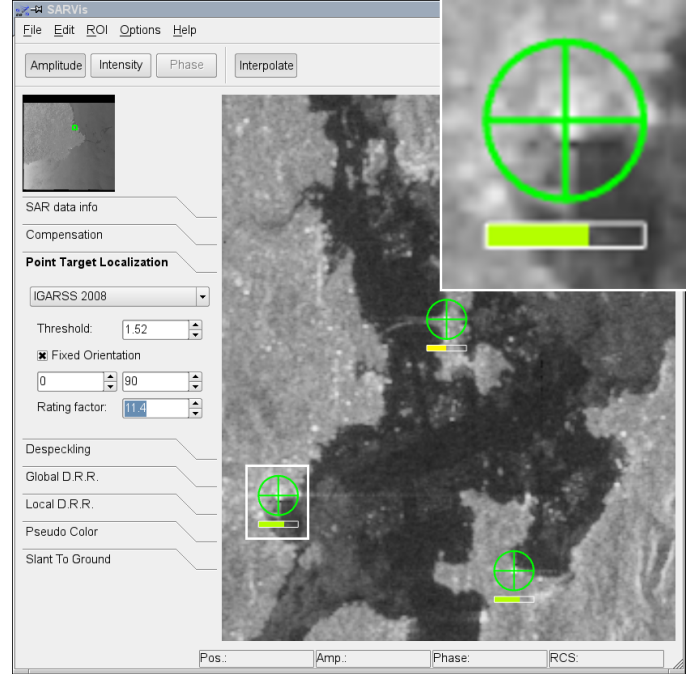 SARVis
File Edit ROI Options Help
Amplitude Intensity Phase Interpolate
SAR data info
Compensation
Point Target Localization
IGARSS 2008
Threshold: 1.52
Fixed Orientation
0 90
Rating factor: 11.4
Despeckling
Global D.R.R.
Local D.R.R.
Pseudo Color
Slant To Ground
Pos.: Amp.: Phase: RCS: